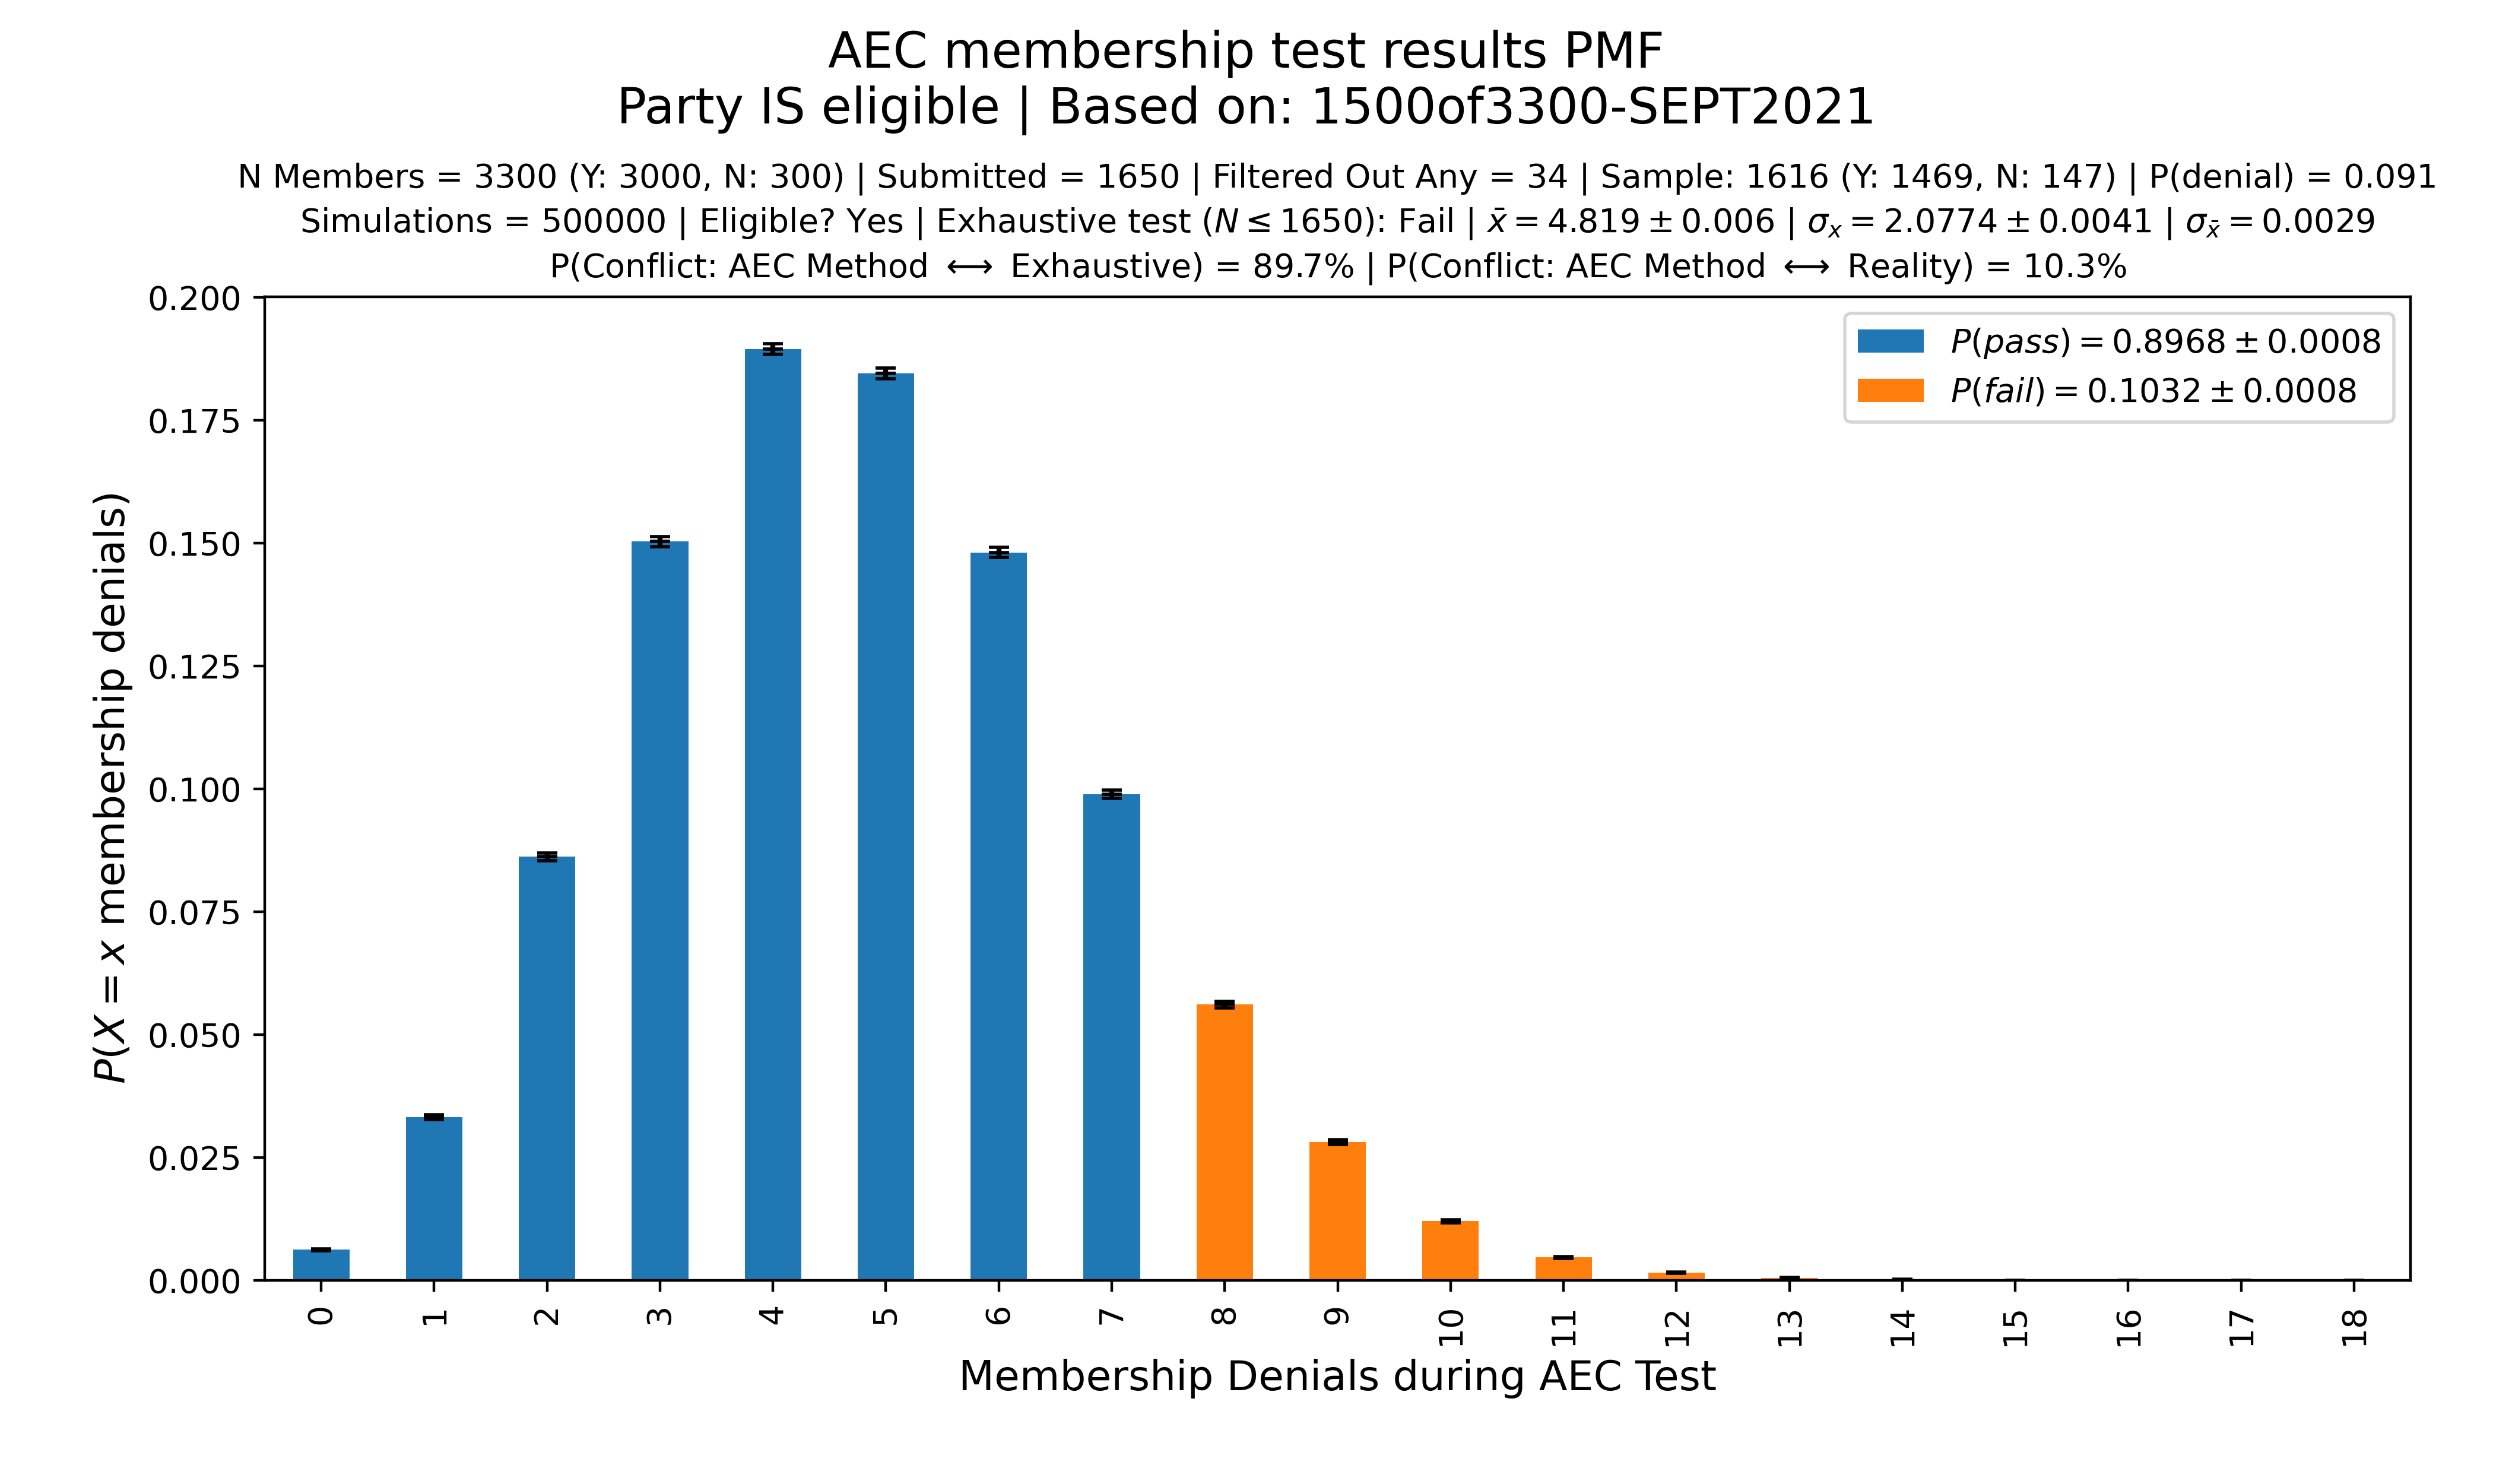 AEC membership test results PMF
Party IS eligible | Based on: 1500of3300-SEPT2021
N Members = 3300 (Y: 3000, N: 300) | Submitted = 1650 | Filtered Out Any = 34 | Sample: 1616 (Y: 1469, N: 147) | P(denial) = 0.091
Simulations = 500000 | Eligible? Yes | Exhaustive test (N ≤ 1650): Fail | x̄ = 4.819 ± 0.006 | σₓ = 2.0774 ± 0.0041 | σ_x̄ = 0.0029
P(Conflict: AEC Method ⟷ Exhaustive) = 89.7% | P(Conflict: AEC Method ⟷ Reality) = 10.3%
P(pass) = 0.8968 ± 0.0008
P(fail) = 0.1032 ± 0.0008
P(X = x membership denials)
0.200
0.175
0.150
0.125
0.100
0.075
0.050
0.025
0.000
0 1 2 3 4 5 6 7 8 9 10 11 12 13 14 15 16 17 18
Membership Denials during AEC Test